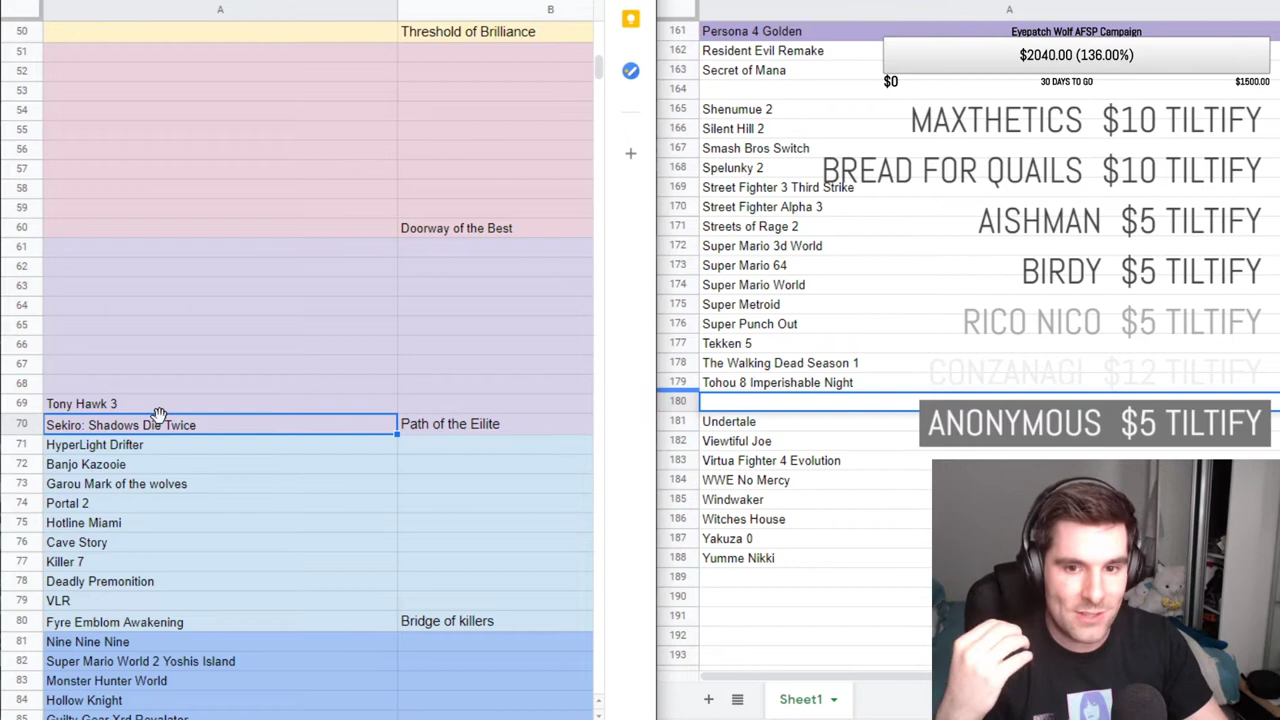 A
B
50 Threshold of Brilliance
51
52
53
54
55
56
57
58
59
60 Doorway of the Best
61
62
63
64
65
66
67
68
69 Tony Hawk 3
70 Sekiro: Shadows Die Twice Path of the Eilite
71 HyperLight Drifter
72 Banjo Kazooie
73 Garou Mark of the wolves
74 Portal 2
75 Hotline Miami
76 Cave Story
77 Killer 7
78 Deadly Premonition
79 VLR
80 Fyre Emblom Awakening Bridge of killers
81 Nine Nine Nine
82 Super Mario World 2 Yoshis Island
83 Monster Hunter World
84 Hollow Knight
85 Guilty Gear Xrd Revalator
A
161 Persona 4 Golden
162 Resident Evil Remake
163 Secret of Mana
164
165 Shenumue 2
166 Silent Hill 2
167 Smash Bros Switch
168 Spelunky 2
169 Street Fighter 3 Third Strike
170 Street Fighter Alpha 3
171 Streets of Rage 2
172 Super Mario 3d World
173 Super Mario 64
174 Super Mario World
175 Super Metroid
176 Super Punch Out
177 Tekken 5
178 The Walking Dead Season 1
179 Tohou 8 Imperishable Night
180
181 Undertale
182 Viewtiful Joe
183 Virtua Fighter 4 Evolution
184 WWE No Mercy
185 Windwaker
186 Witches House
187 Yakuza 0
188 Yumme Nikki
189
190
191
192
193
Sheet1
Eyepatch Wolf AFSP Campaign
$2040.00 (136.00%)
$0 30 DAYS TO GO $1500.00
MAXTHETICS $10 TILTIFY
BREAD FOR QUAILS $10 TILTIFY
AISHMAN $5 TILTIFY
BIRDY $5 TILTIFY
RICO NICO $5 TILTIFY
CONZANAGI $12 TILTIFY
ANONYMOUS $5 TILTIFY